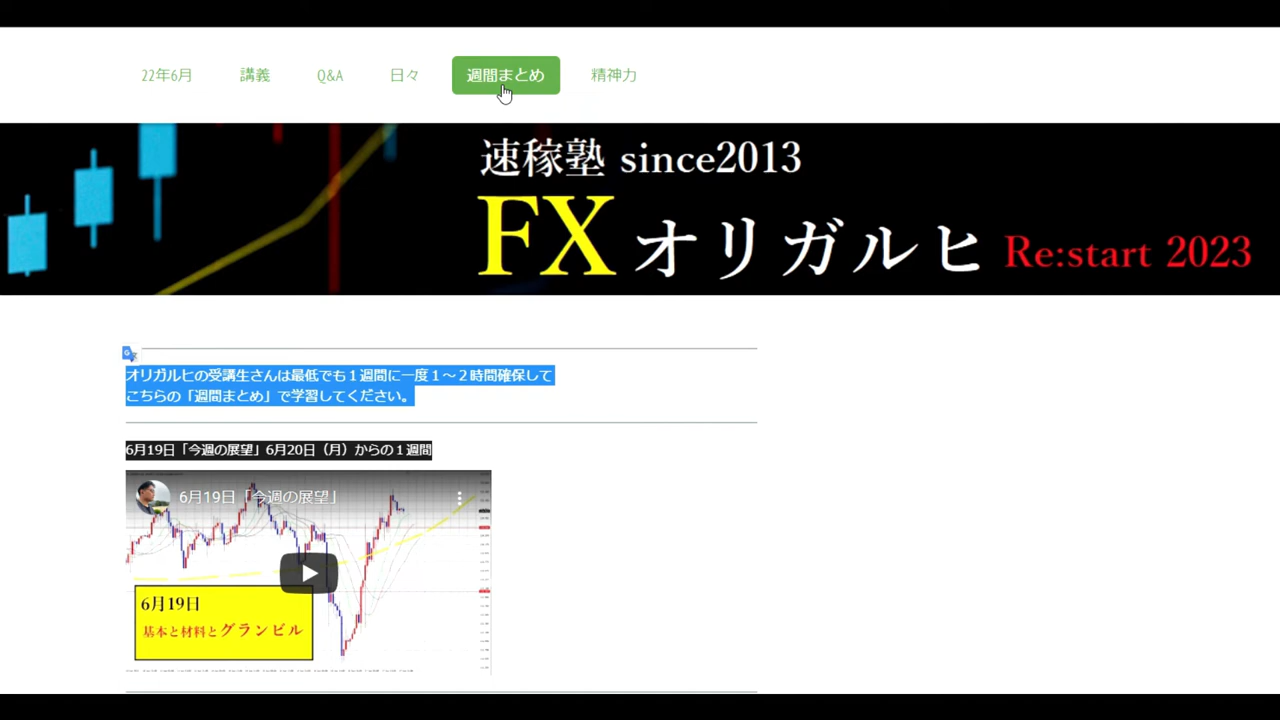 22年6月 講義 Q&A 日々 週間まとめ 精神力
速稼塾 since2013
FX オリガルヒ Re:start 2023
オリガルヒの受講生さんは最低でも１週間に一度１～２時間確保して
こちらの「週間まとめ」で学習してください。
6月19日「今週の展望」6月20日（月）からの１週間
6月19日「今週の展望」
6月19日
基本と材料とグランビル